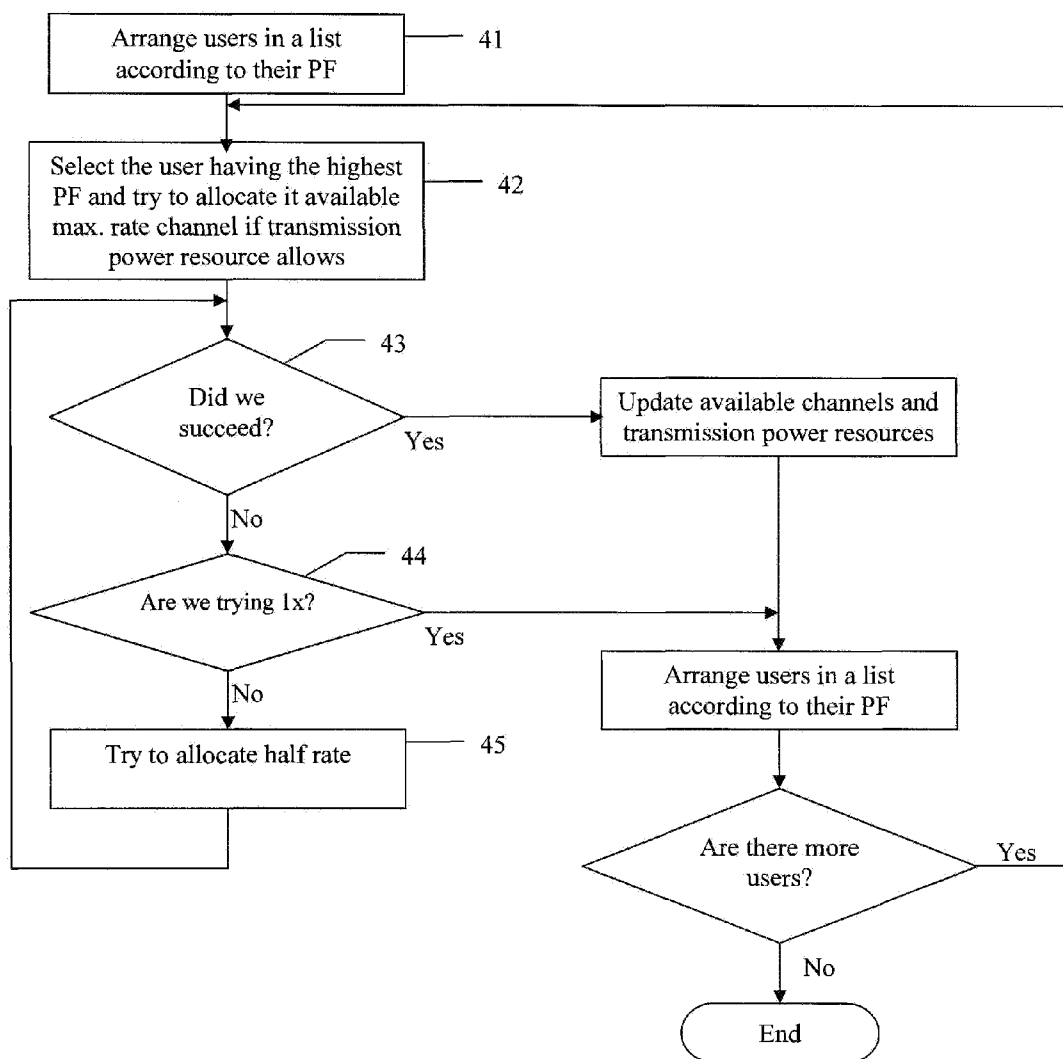 Arrange users in a list
according to their PF
41
Select the user having the highest
PF and try to allocate it available
max. rate channel if transmission
power resource allows
42
Did we
succeed?
43
Yes
Update available channels and
transmission power resources
No
Are we trying 1x?
44
Yes
Arrange users in a list
according to their PF
No
Try to allocate half rate
45
Are there more
users?
Yes
No
End